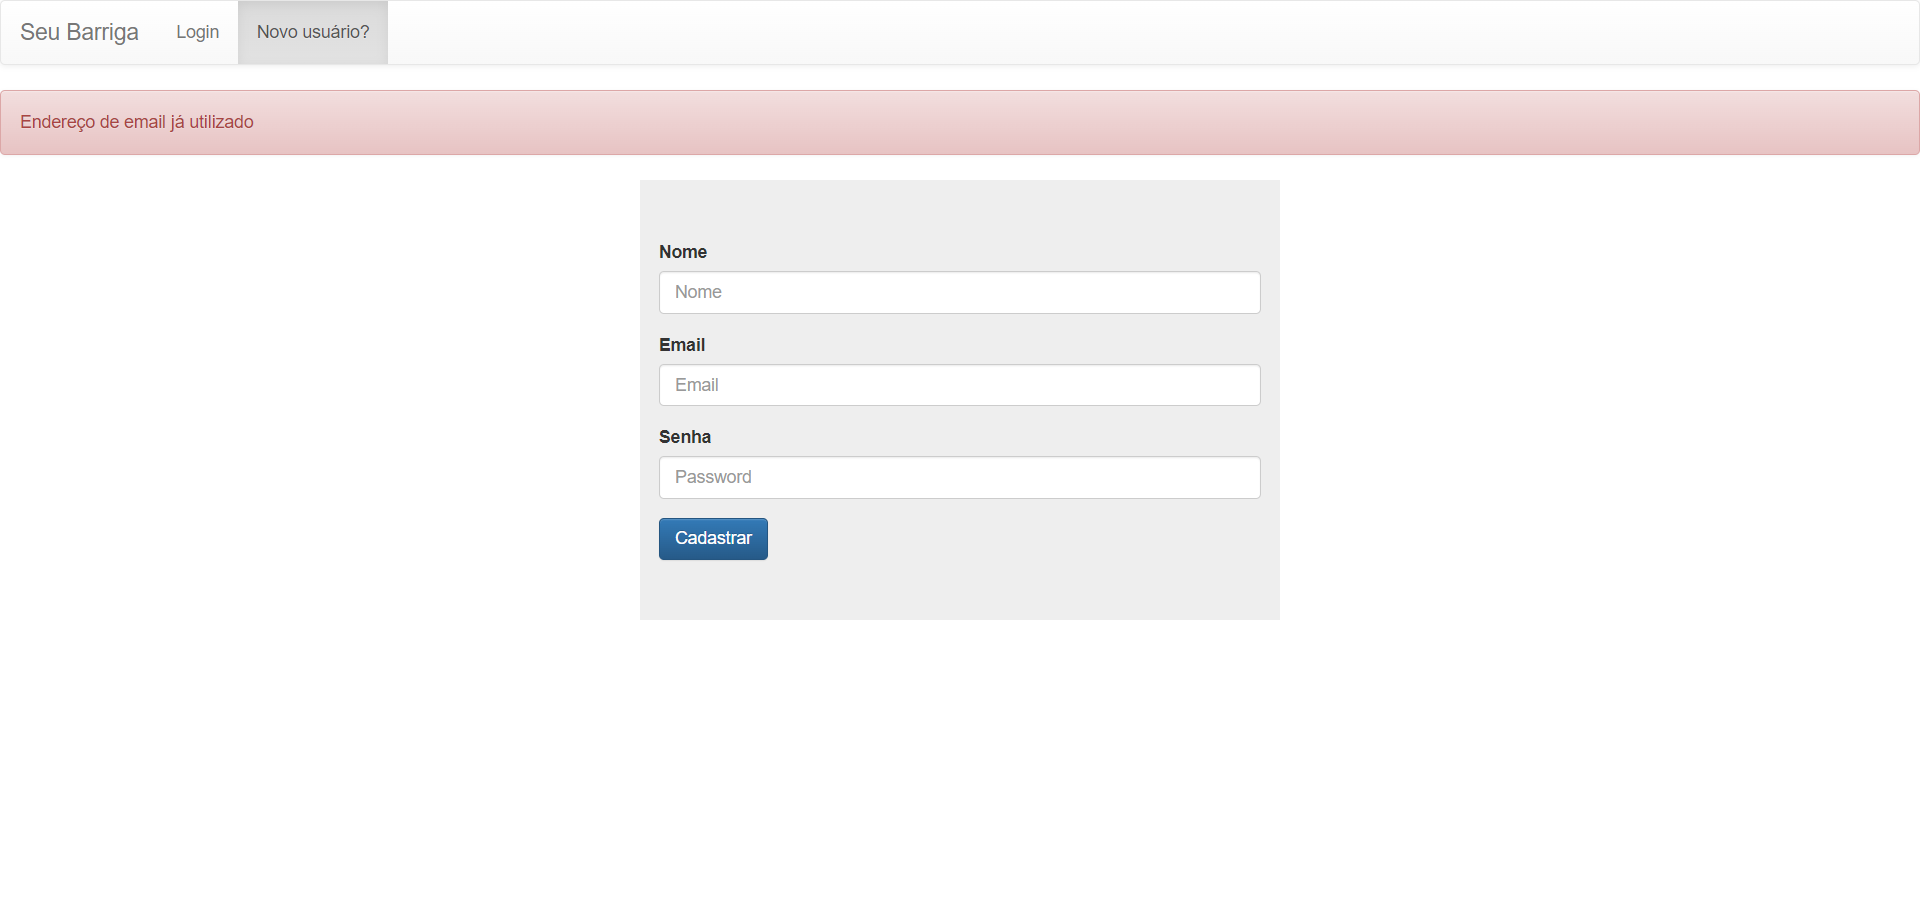 Seu Barriga Login Novo usuário?
Endereço de email já utilizado
Nome
Nome
Email
Email
Senha
Password
Cadastrar